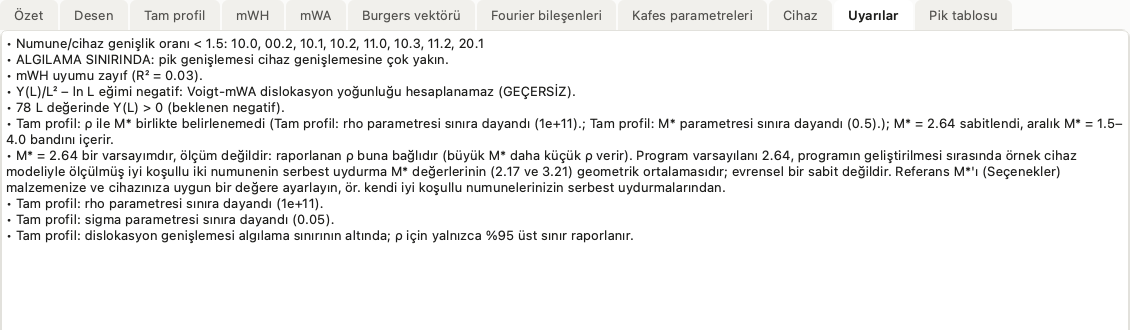 Özet Desen Tam profil mWH mWA Burgers vektörü Fourier bileşenleri Kafes parametreleri Cihaz Uyarılar Pik tablosu
• Numune/cihaz genişlik oranı < 1.5: 10.0, 00.2, 10.1, 10.2, 11.0, 10.3, 11.2, 20.1
• ALGILAMA SINIRINDA: pik genişlemesi cihaz genişlemesine çok yakın.
• mWH uyumu zayıf (R² = 0.03).
• Y(L)/L² – ln L eğimi negatif: Voigt-mWA dislokasyon yoğunluğu hesaplanamaz (GEÇERSİZ).
• 78 L değerinde Y(L) > 0 (beklenen negatif).
• Tam profil: ρ ile M* birlikte belirlenemedi (Tam profil: rho parametresi sınıra dayandı (1e+11).; Tam profil: M* parametresi sınıra dayandı (0.5).); M* = 2.64 sabitlendi, aralık M* = 1.5–
4.0 bandını içerir.
• M* = 2.64 bir varsayımdır, ölçüm değildir: raporlanan ρ buna bağlıdır (büyük M* daha küçük ρ verir). Program varsayılanı 2.64, programın geliştirilmesi sırasında örnek cihaz
modeliyle ölçülmüş iyi koşullu iki numunenin serbest uydurma M* değerlerinin (2.17 ve 3.21) geometrik ortalamasıdır; evrensel bir sabit değildir. Referans M*'ı (Seçenekler)
malzemenize ve cihazınıza uygun bir değere ayarlayın, ör. kendi iyi koşullu numunelerinizin serbest uydurmalarından.
• Tam profil: rho parametresi sınıra dayandı (1e+11).
• Tam profil: sigma parametresi sınıra dayandı (0.05).
• Tam profil: dislokasyon genişlemesi algılama sınırının altında; ρ için yalnızca %95 üst sınır raporlanır.